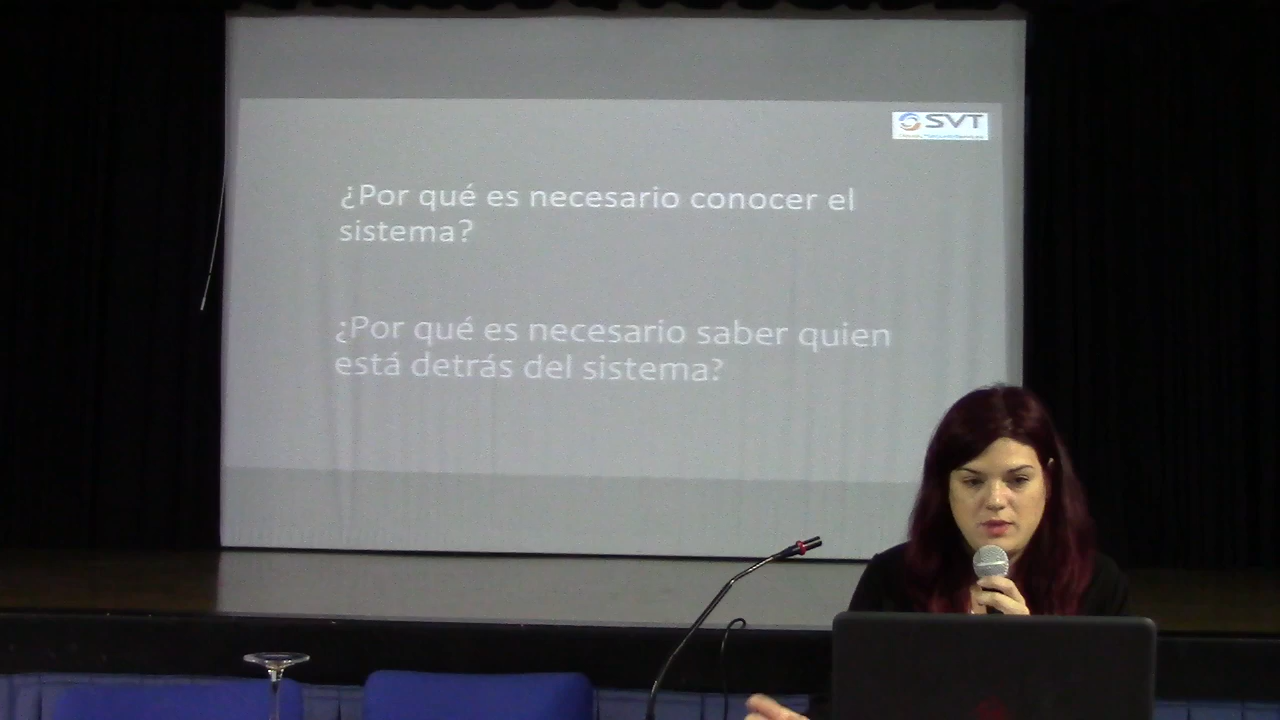 SVT
¿Por qué es necesario conocer el
sistema?
¿Por qué es necesario saber quien
está detrás del sistema?